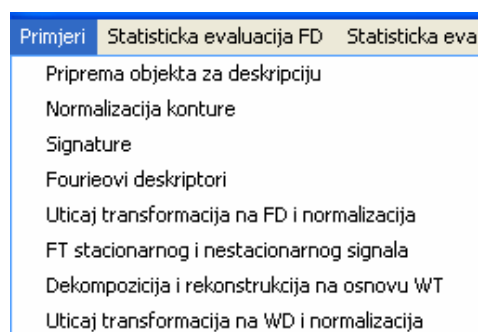 Primjeri Statisticka evaluacija FD Statisticka eva
Priprema objekta za deskripciju
Normalizacija konture
Signature
Fourieovi deskriptori
Uticaj transformacija na FD i normalizacija
FT stacionarnog i nestacionarnog signala
Dekompozicija i rekonstrukcija na osnovu WT
Uticaj transformacija na WD i normalizacija